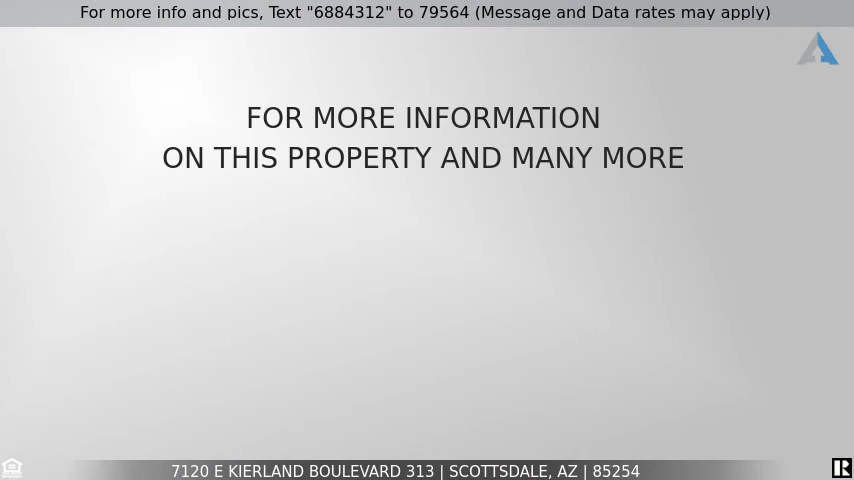 For more info and pics, Text "6884312" to 79564 (Message and Data rates may apply)
FOR MORE INFORMATION
ON THIS PROPERTY AND MANY MORE
7120 E KIERLAND BOULEVARD 313 | SCOTTSDALE, AZ | 85254